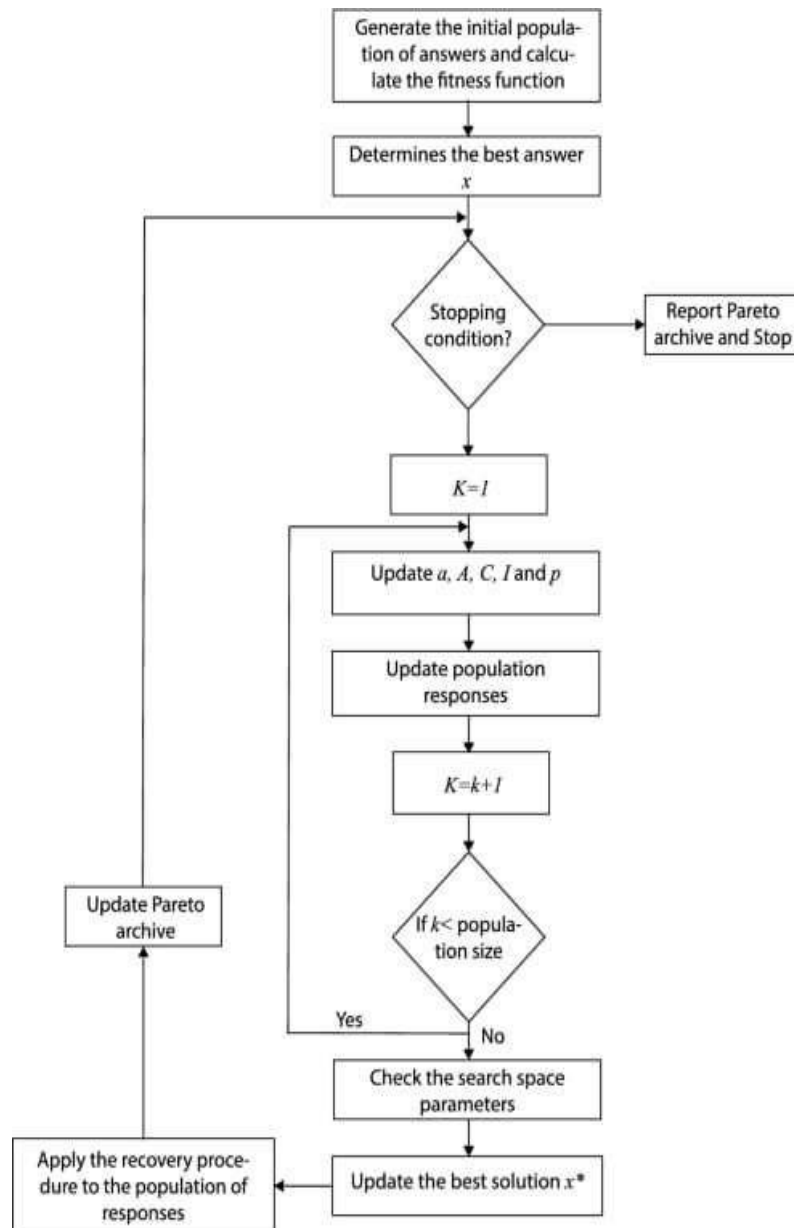 Generate the initial popula-
tion of answers and calcu-
late the fitness function
Determines the best answer
x
Stopping
condition?
Report Pareto
archive and Stop
K=1
Update a, A, C, I and p
Update population
responses
K=k+1
If k< popula-
tion size
Yes
No
Check the search space
parameters
Update the best solution x*
Apply the recovery proce-
dure to the population of
responses
Update Pareto
archive